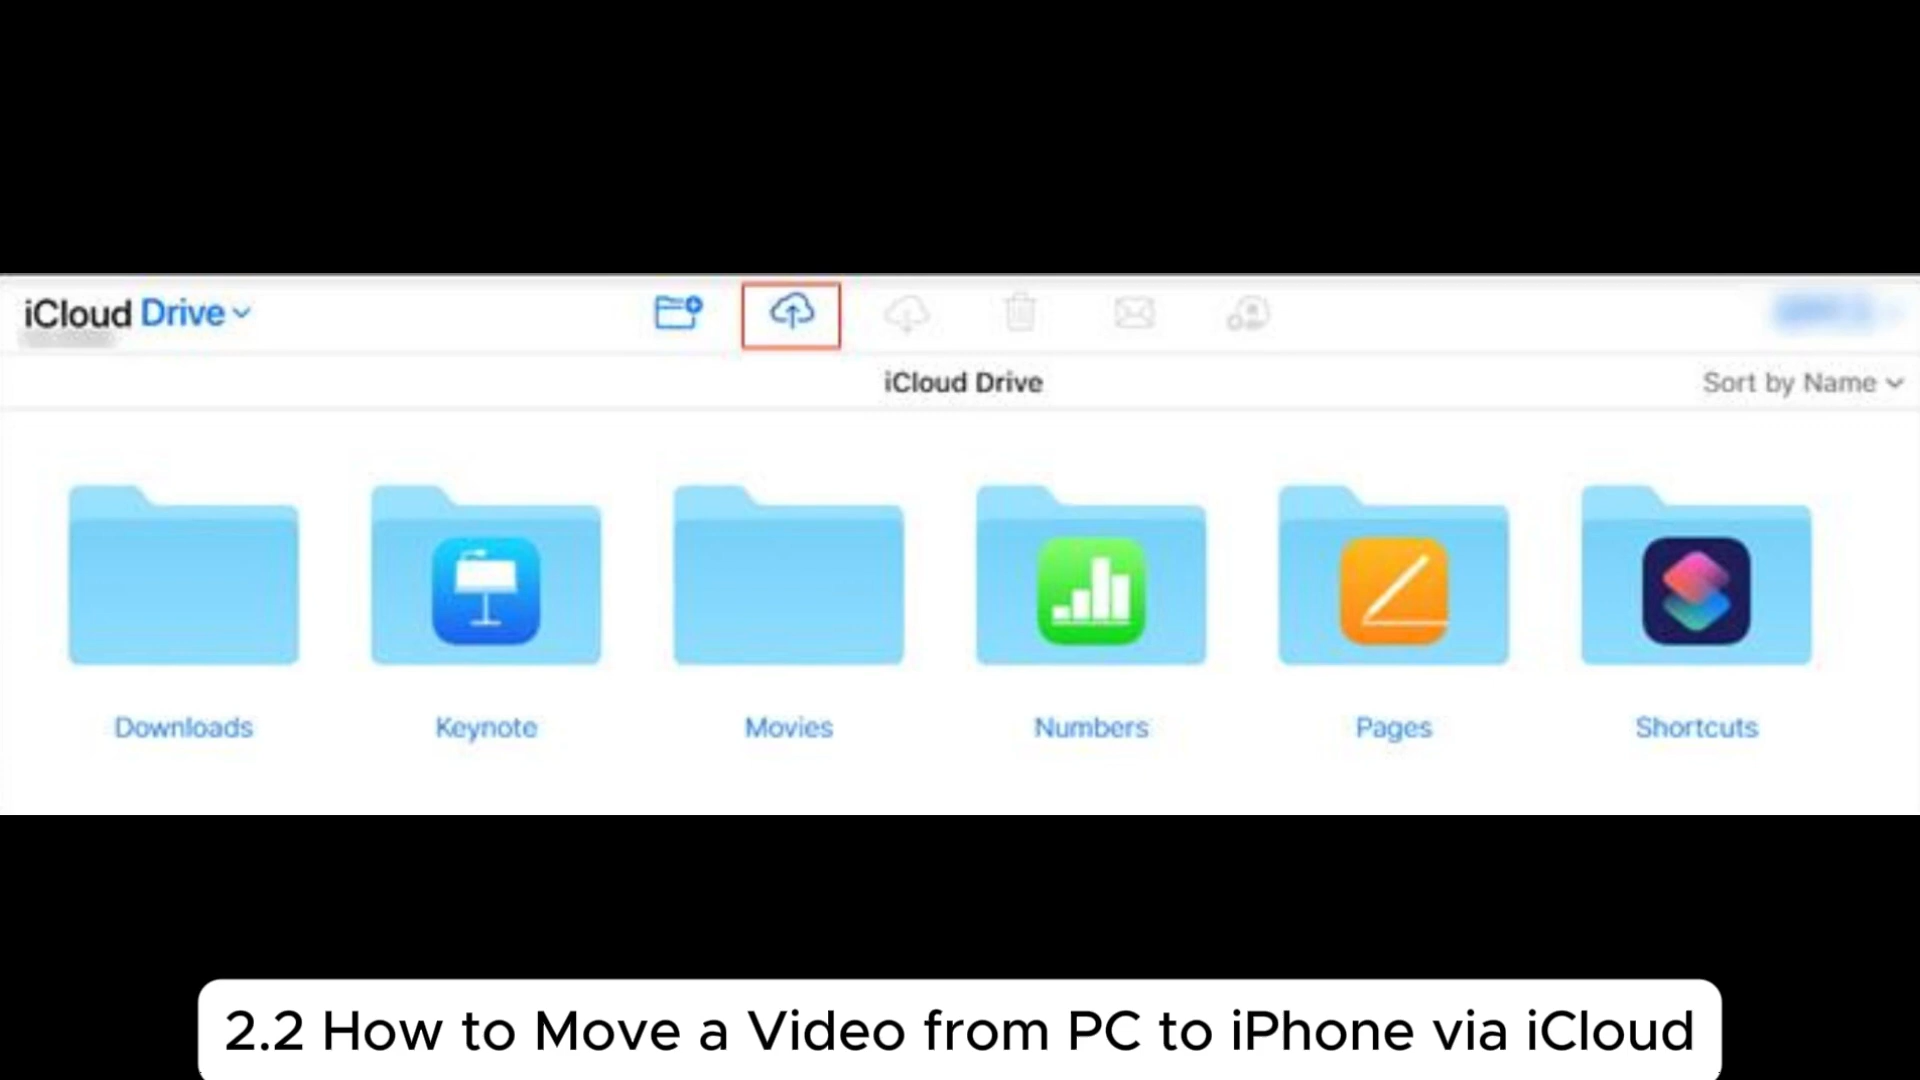 iCloud Drive
iCloud Drive
Sort by Name
Downloads
Keynote
Movies
Numbers
Pages
Shortcuts
2.2 How to Move a Video from PC to iPhone via iCloud